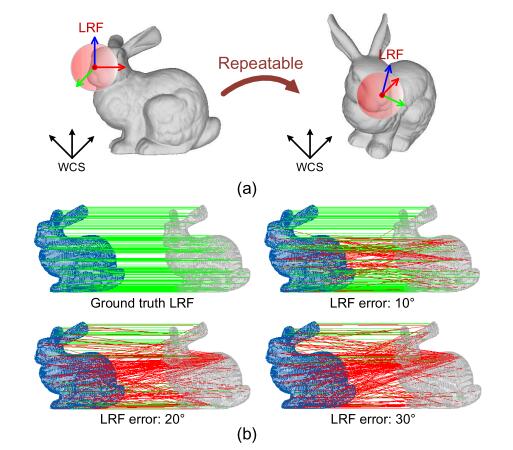 LRF
LRF
Repeatable
WCS
WCS
(a)
Ground truth LRF
LRF error: 10°
LRF error: 20°
LRF error: 30°
(b)